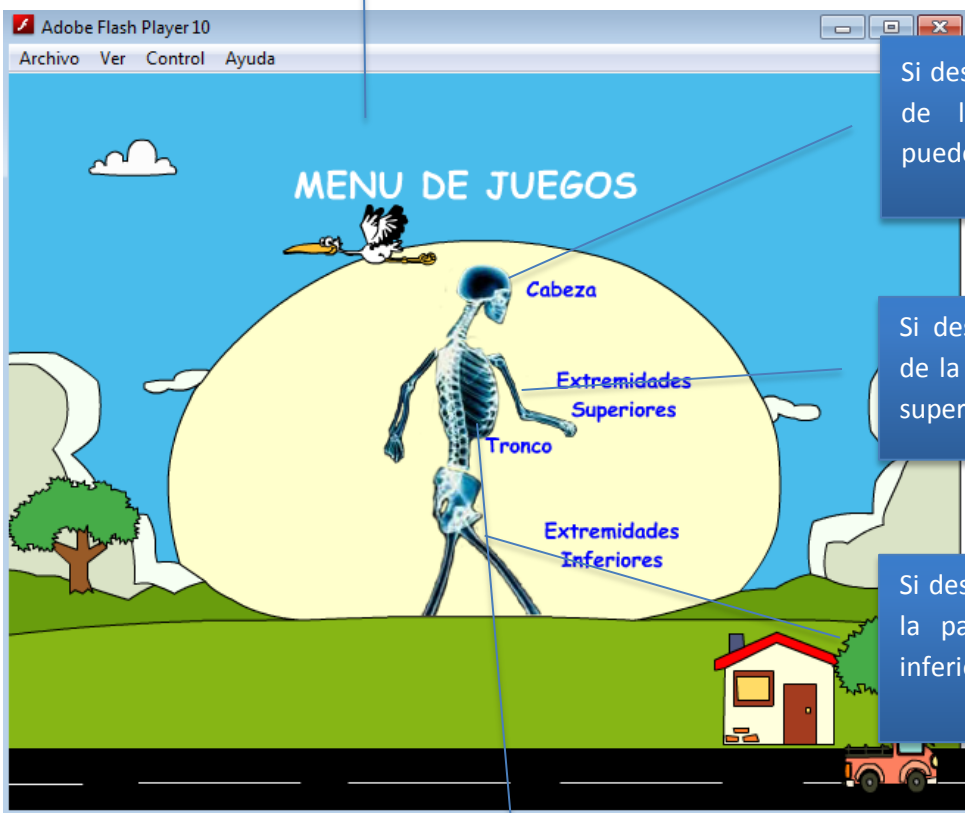 Adobe Flash Player 10
Archivo Ver Control Ayuda
MENU DE JUEGOS
Cabeza
Extremidades
Superiores
Tronco
Extremidades
Inferiores
Si des
de l
puede
Si des
de la
super
Si des
la pa
inferi